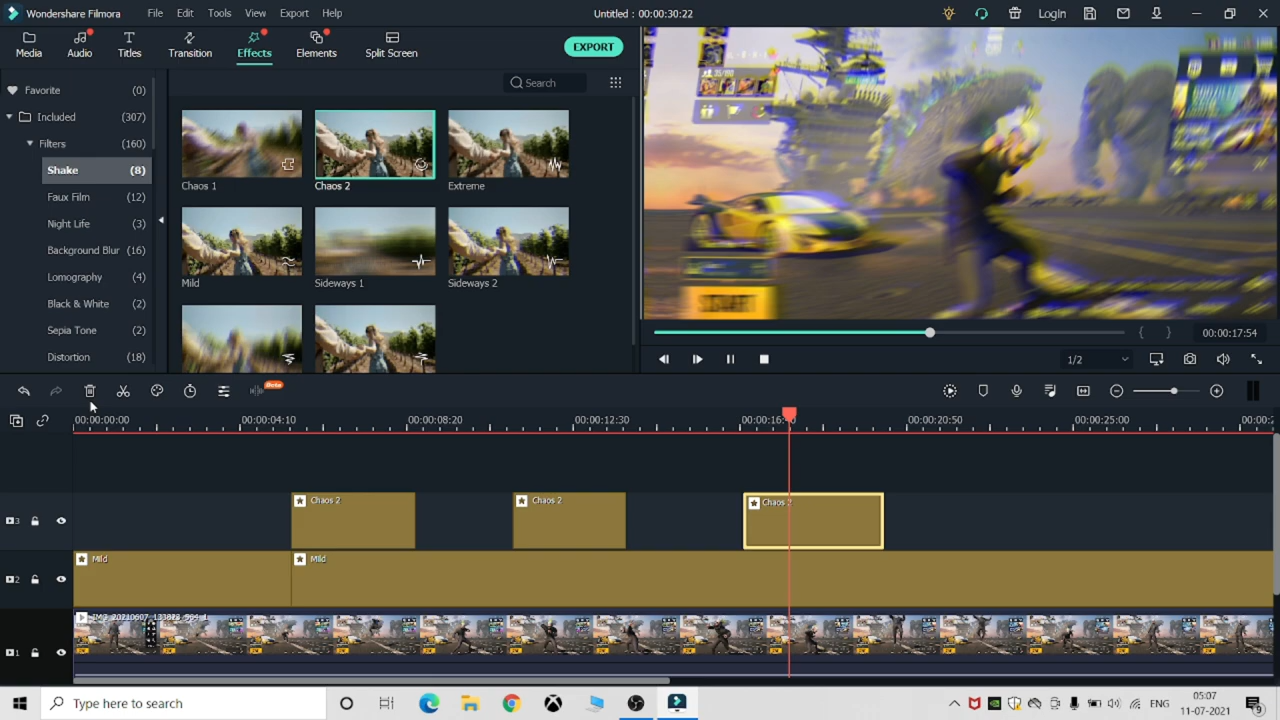 Wondershare Filmora
File
Edit
Tools
View
Export
Help
Untitled : 00:00:30:22
Login
Media
Audio
Titles
Transition
Effects
Elements
Split Screen
EXPORT
Favorite (0)
Included (307)
Filters (160)
Shake (8)
Faux Film (12)
Night Life (3)
Background Blur (16)
Lomography (4)
Black & White (2)
Sepia Tone (2)
Distortion (18)
Search
Chaos 1
Chaos 2
Extreme
Mild
Sideways 1
Sideways 2
START
{ }
00:00:17:54
1/2
Beta
00:00:00:00
00:00:04:10
00:00:08:20
00:00:12:30
00:00:16:40
00:00:20:50
00:00:25:00
3
Chaos 2
Chaos 2
Chaos 2
2
Mild
Mild
1
Type here to search
ENG
05:07
11-07-2021
9